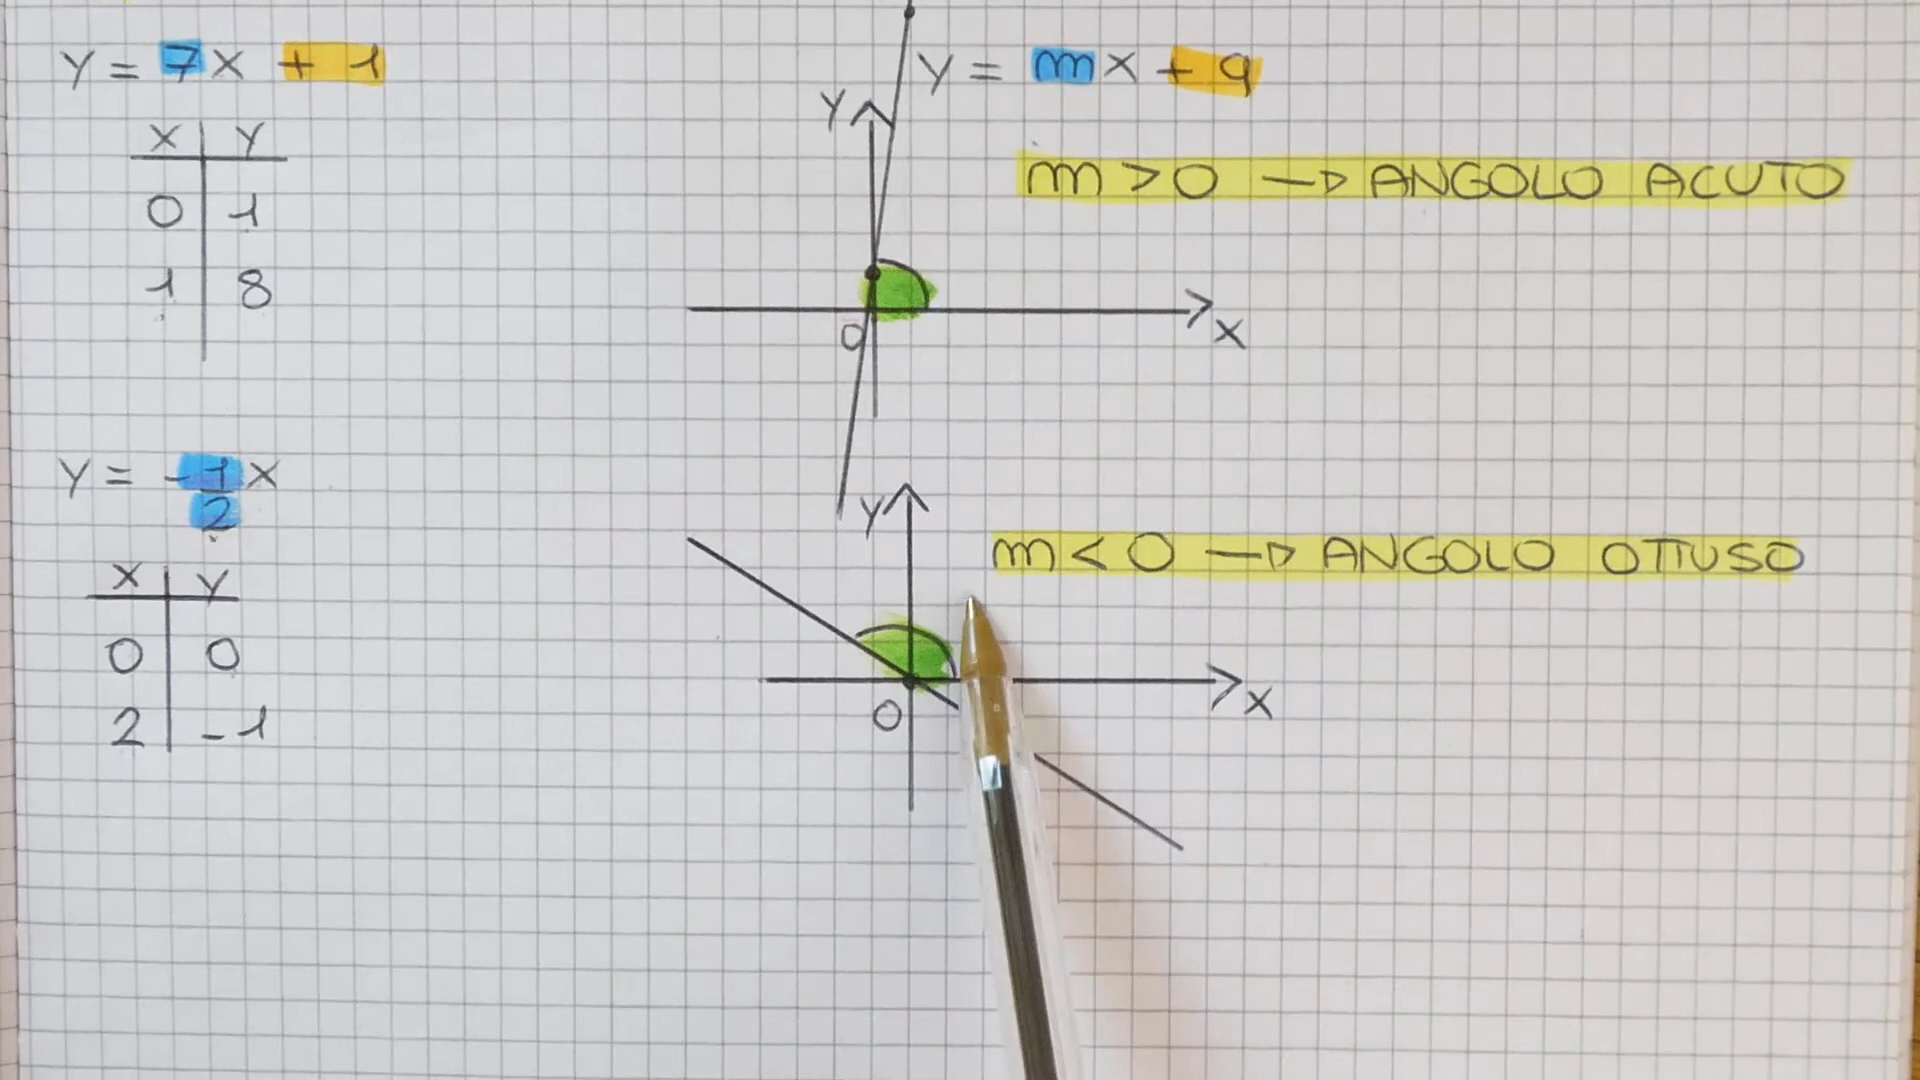 Y = 7X + 1
X Y
0 1
1 8
Y = mX + q
m > 0 → ANGOLO ACUTO
Y
0
X
Y = -1/2 X
X Y
0 0
2 -1
m < 0 → ANGOLO OTTUSO
Y
0
X